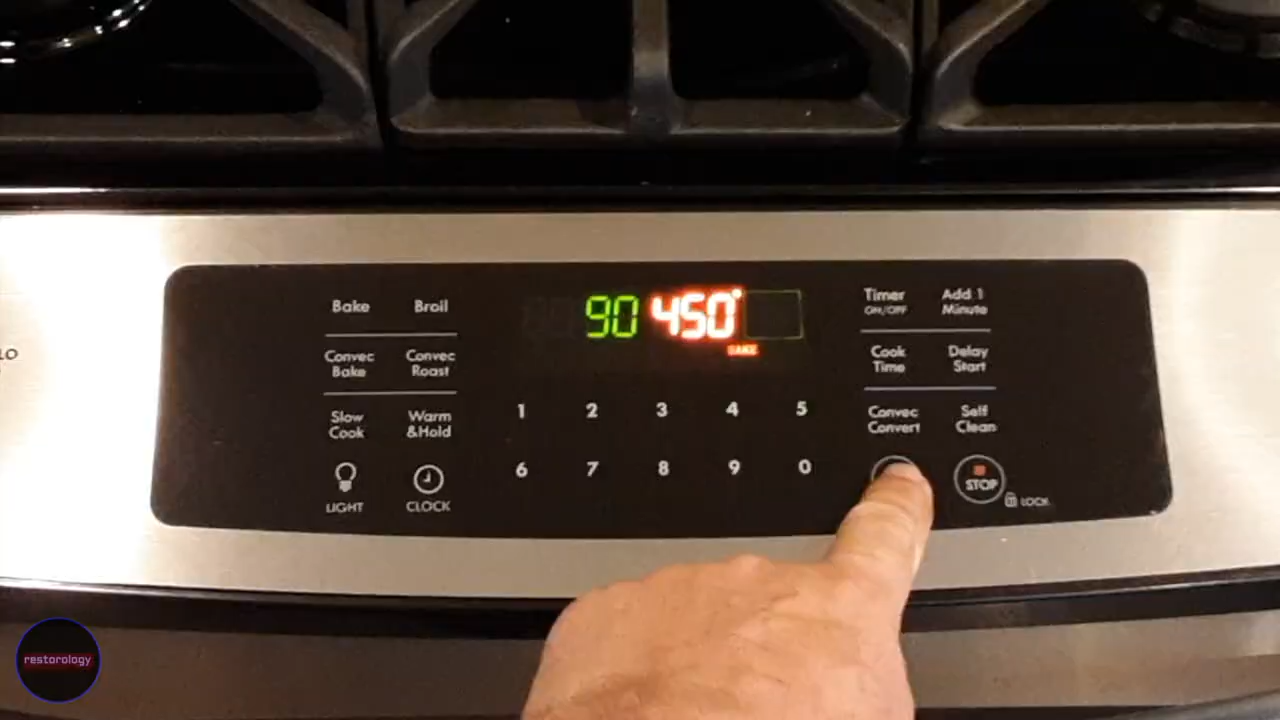 LO
Bake Broil
Convec Bake
Convec Roast
Slow Cook
Warm &Hold
LIGHT CLOCK
90 450°
BAKE
1 2 3 4 5
6 7 8 9 0
Timer ON/OFF
Add 1 Minute
Cook Time
Delay Start
Convec Convert
Self Clean
STOP
LOCK
restorology